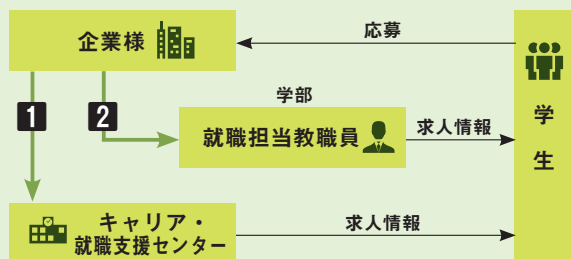 企業様
応募
1
2
学部
就職担当教職員
求人情報
学生
キャリア・
就職支援センター
求人情報